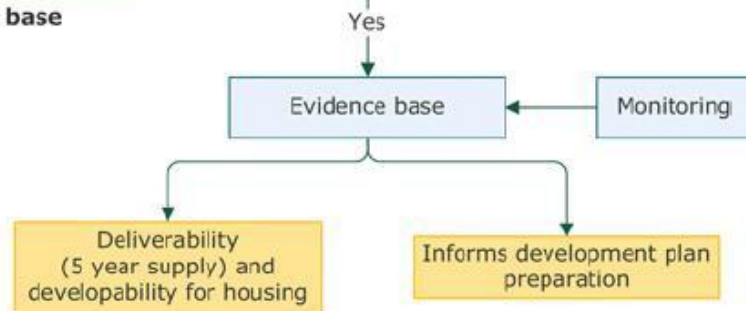 base
Yes
Evidence base
Monitoring
Deliverability
(5 year supply) and
developability for housing
Informs development plan
preparation